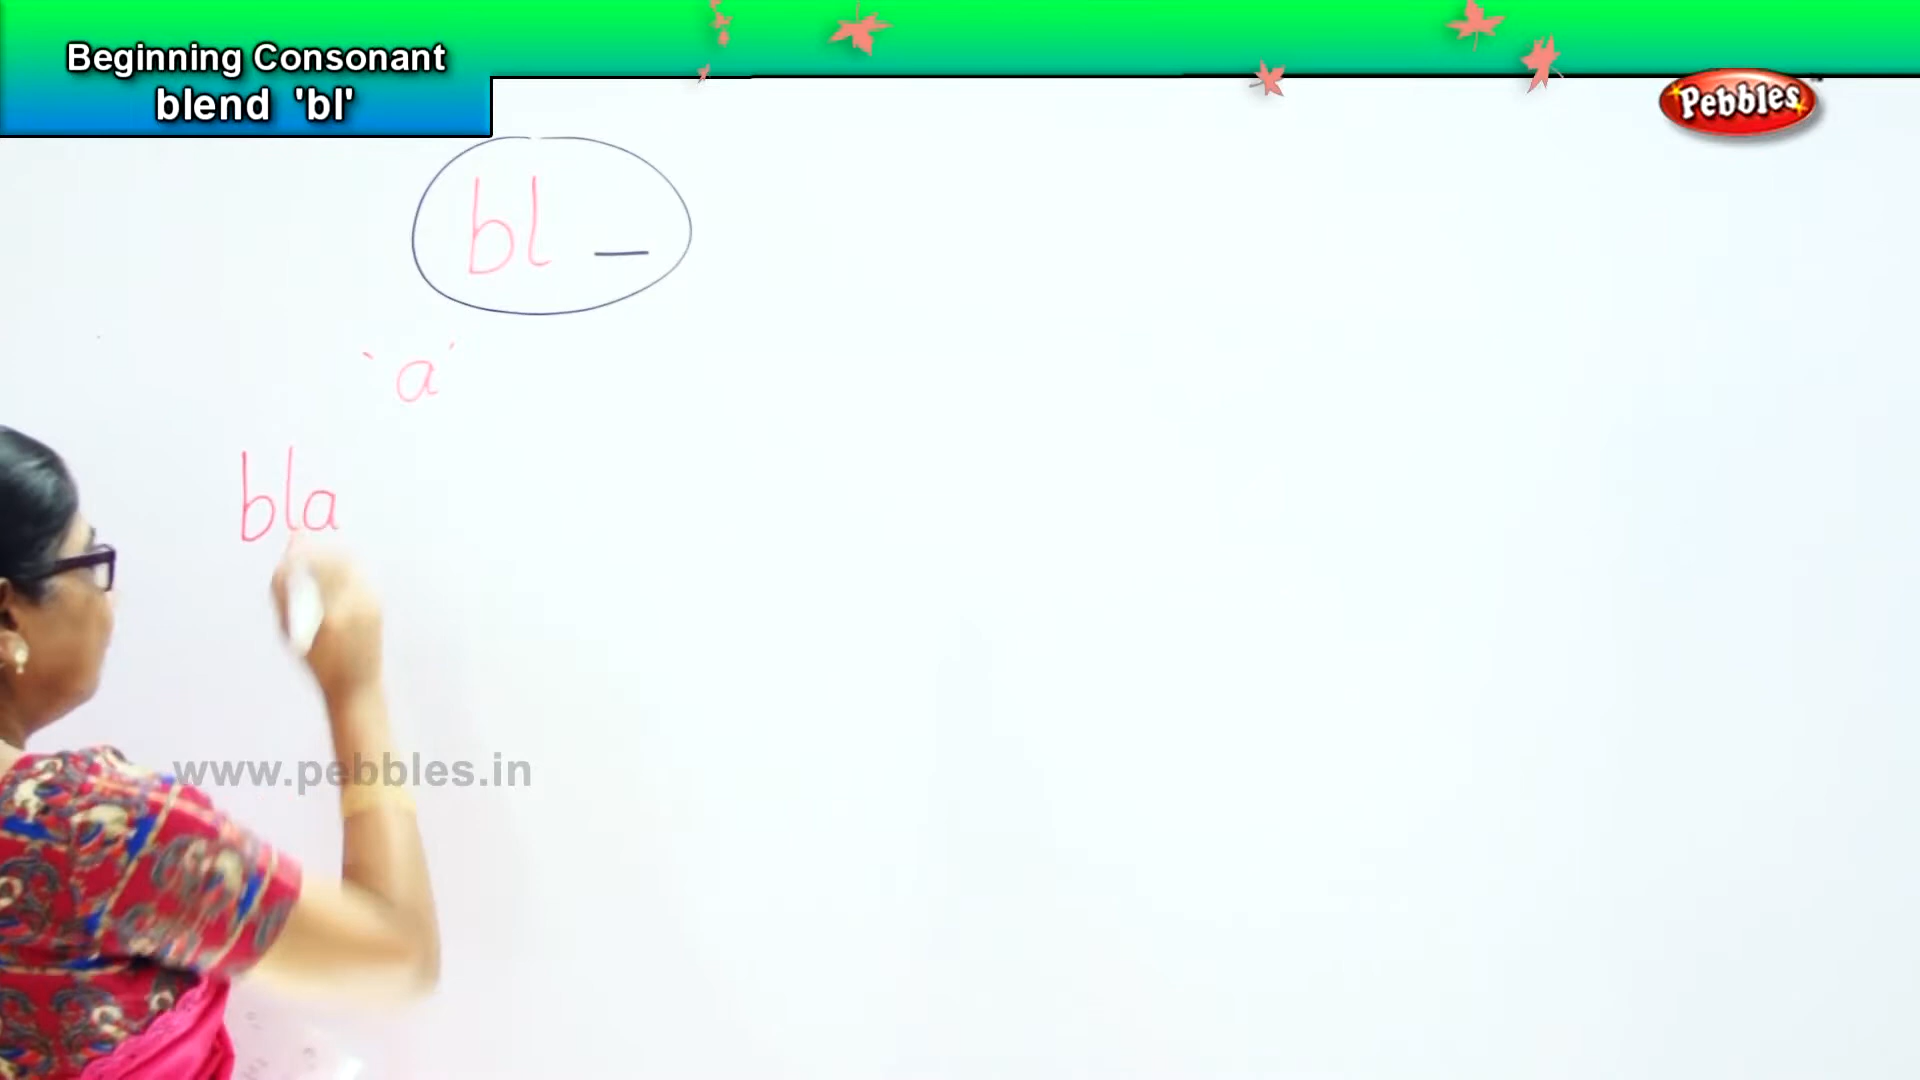 Beginning Consonant
blend 'bl'
Pebbles
bl _
'a'
bla
www.pebbles.in